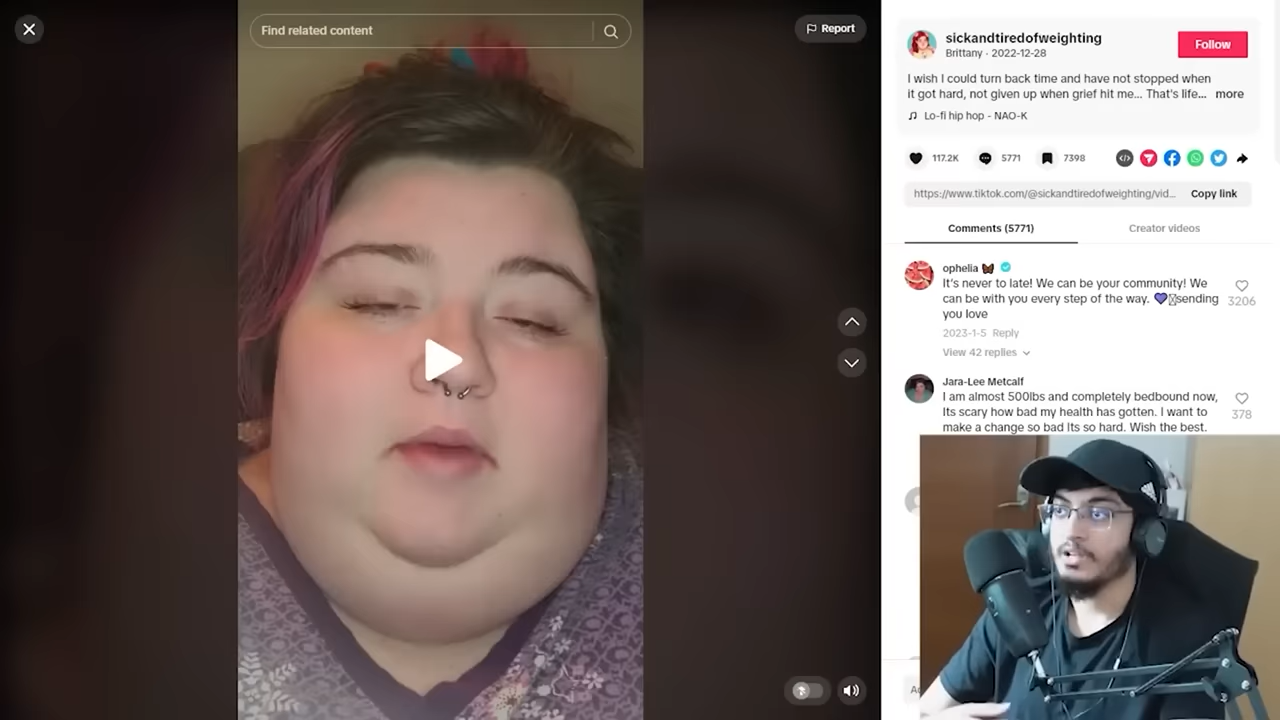 Find related content
Report
sickandtiredofweighting
Brittany · 2022-12-28
Follow
I wish I could turn back time and have not stopped when
it got hard, not given up when grief hit me... That's life... more
Lo-fi hip hop - NAO-K
117.2K
5771
7398
https://www.tiktok.com/@sickandtiredofweighting/vid...
Copy link
Comments (5771)
Creator videos
ophelia
It's never to late! We can be your community! We
can be with you every step of the way. 💜sending
you love
3206
2023-1-5 Reply
View 42 replies
Jara-Lee Metcalf
I am almost 500lbs and completely bedbound now,
Its scary how bad my health has gotten. I want to
make a change so bad Its so hard. Wish the best.
378